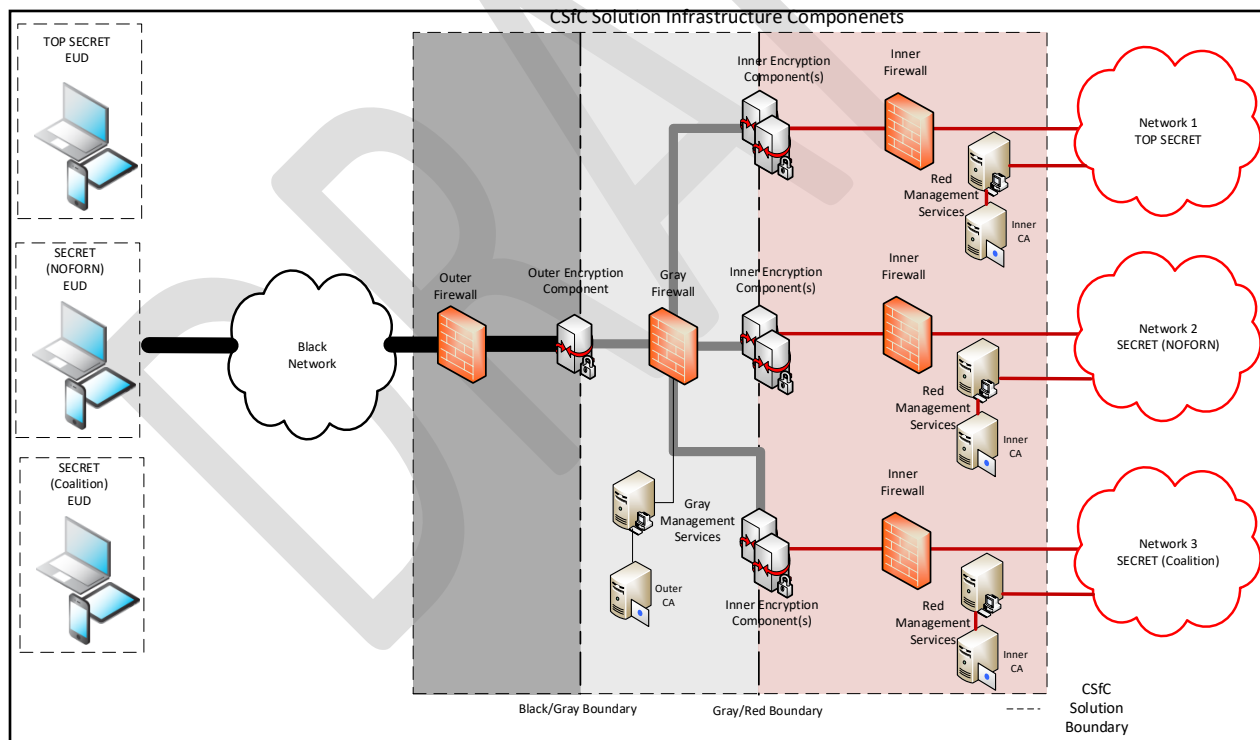 CSfC Solution Infrastructure Componenets
TOP SECRET
EUD
SECRET
(NOFORN)
EUD
SECRET
(Coalition)
EUD
Black
Network
Outer
Firewall
Outer Encryption
Component
Gray
Firewall
Gray
Management
Services
Outer
CA
Inner Encryption
Component(s)
Inner
Firewall
Red
Management
Services
Inner
CA
Network 1
TOP SECRET
Inner Encryption
Component(s)
Inner
Firewall
Red
Management
Services
Inner
CA
Network 2
SECRET (NOFORN)
Inner Encryption
Component(s)
Inner
Firewall
Red
Management
Services
Inner
CA
Network 3
SECRET (Coalition)
Black/Gray Boundary
Gray/Red Boundary
CSfC
Solution
Boundary
DRAFT